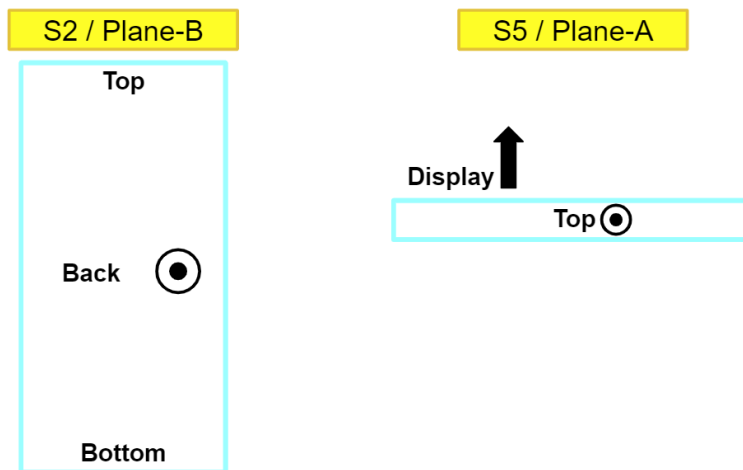 S2 / Plane-B
Top
Back
Bottom
S5 / Plane-A
Display
Top